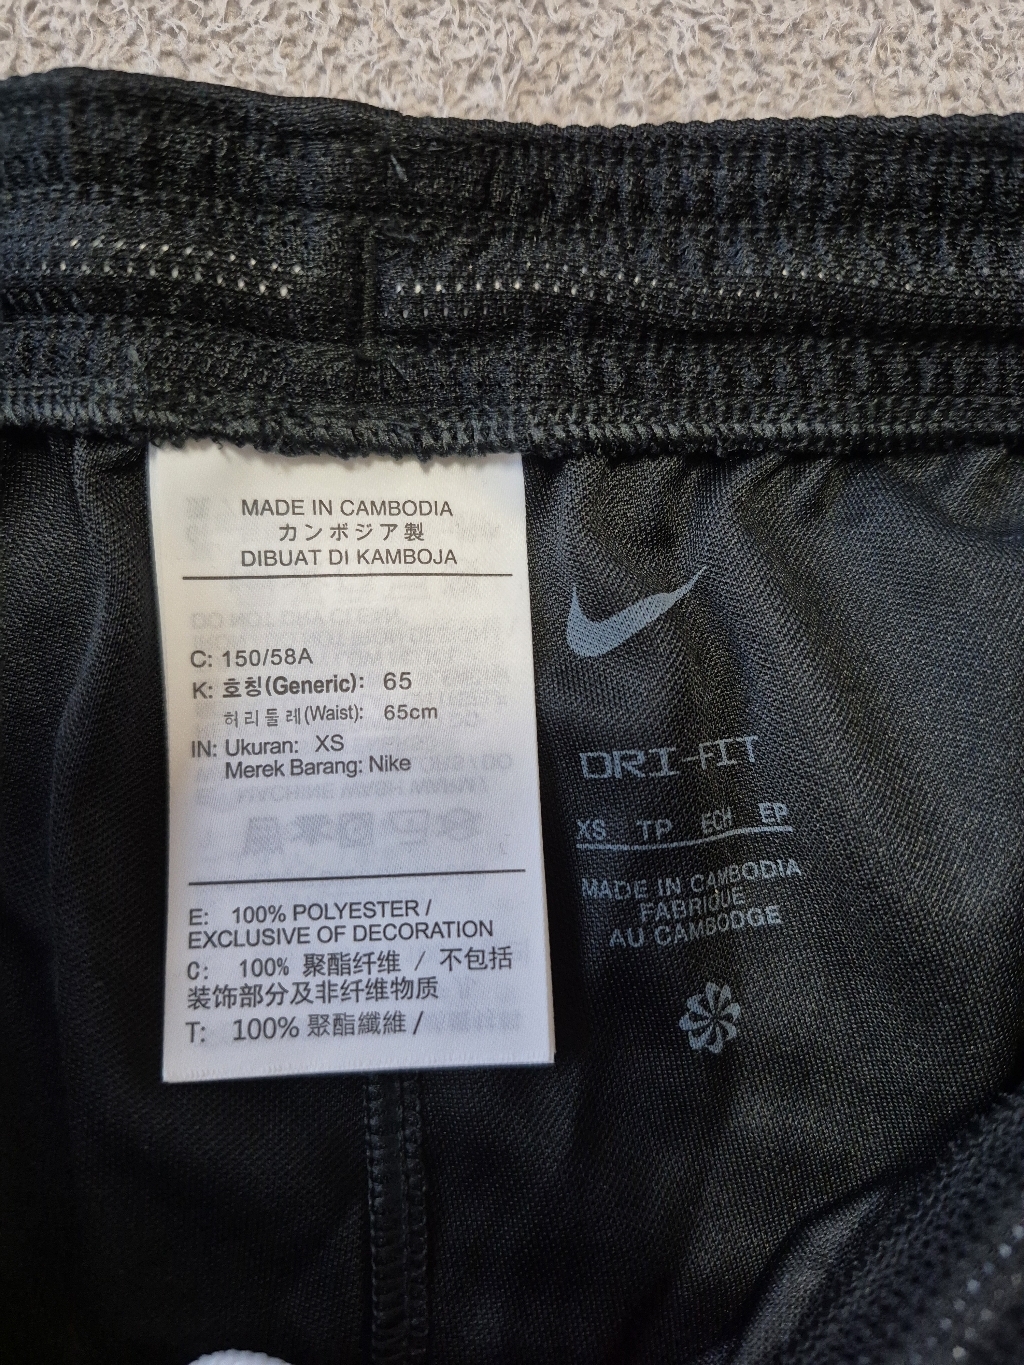 MADE IN CAMBODIA
カンボジア製
DIBUAT DI KAMBOJA
C: 150/58A
K: 호칭(Generic): 65
허리둘레(Waist): 65cm
IN: Ukuran: XS
Merek Barang: Nike
E: 100% POLYESTER /
EXCLUSIVE OF DECORATION
C: 100% 聚酯纤维 / 不包括
装饰部分及非纤维物质
T: 100% 聚酯纖維 /
DRI-FIT
XS TP ECH EP
MADE IN CAMBODIA
FABRIQUE
AU CAMBODGE